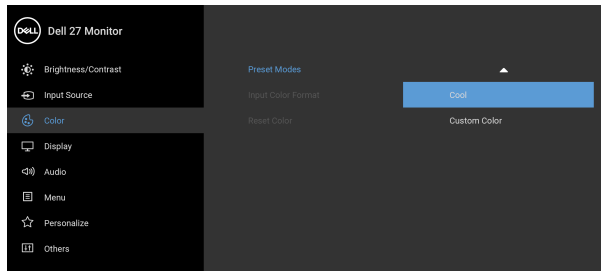 DELL Dell 27 Monitor
Brightness/Contrast
Preset Modes
Input Source
Input Color Format
Cool
Color
Reset Color
Custom Color
Display
Audio
Menu
Personalize
Others